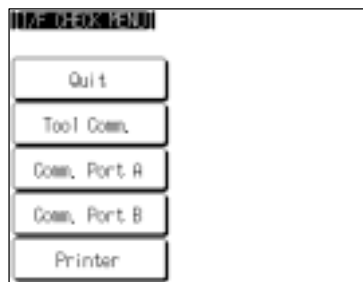 I/F CHECK MENU
Quit
Tool Comm.
Comm. Port A
Comm. Port B
Printer